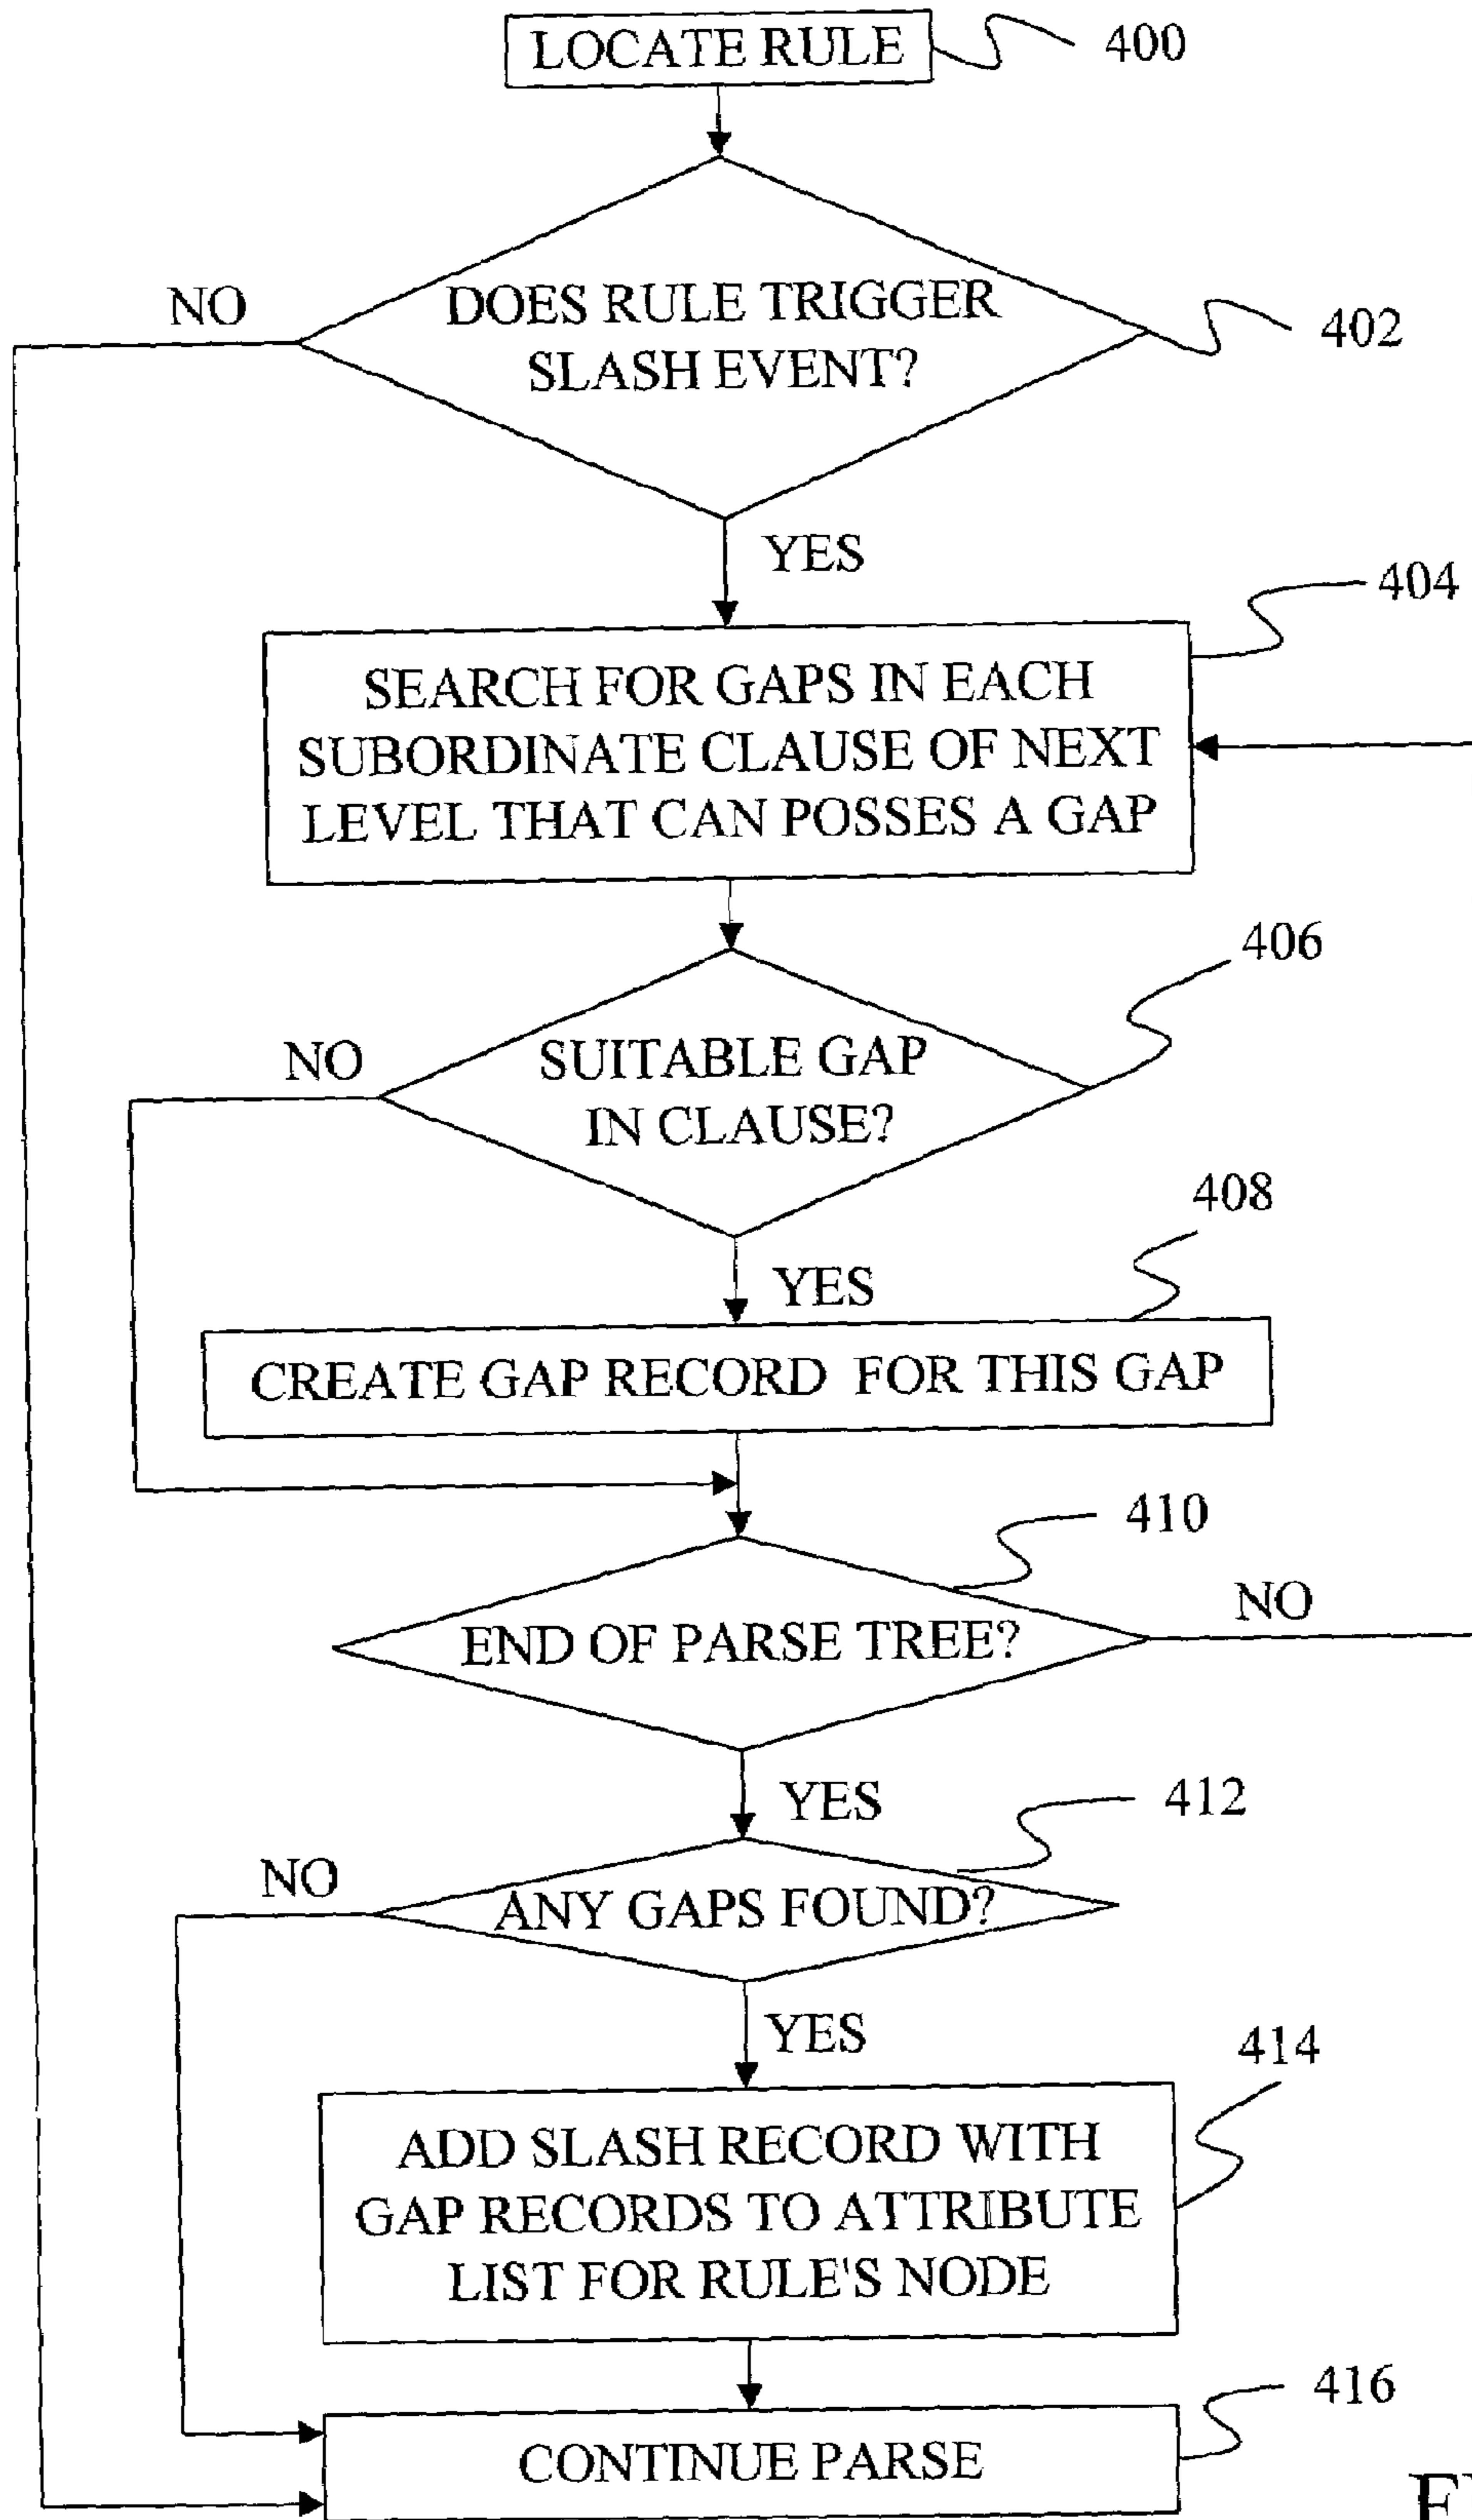 LOCATE RULE
400
DOES RULE TRIGGER
SLASH EVENT?
NO
402
YES
404
SEARCH FOR GAPS IN EACH
SUBORDINATE CLAUSE OF NEXT
LEVEL THAT CAN POSSES A GAP
406
NO
SUITABLE GAP
IN CLAUSE?
408
YES
CREATE GAP RECORD FOR THIS GAP
410
NO
END OF PARSE TREE?
YES
412
NO
ANY GAPS FOUND?
YES
414
ADD SLASH RECORD WITH
GAP RECORDS TO ATTRIBUTE
LIST FOR RULE'S NODE
416
CONTINUE PARSE